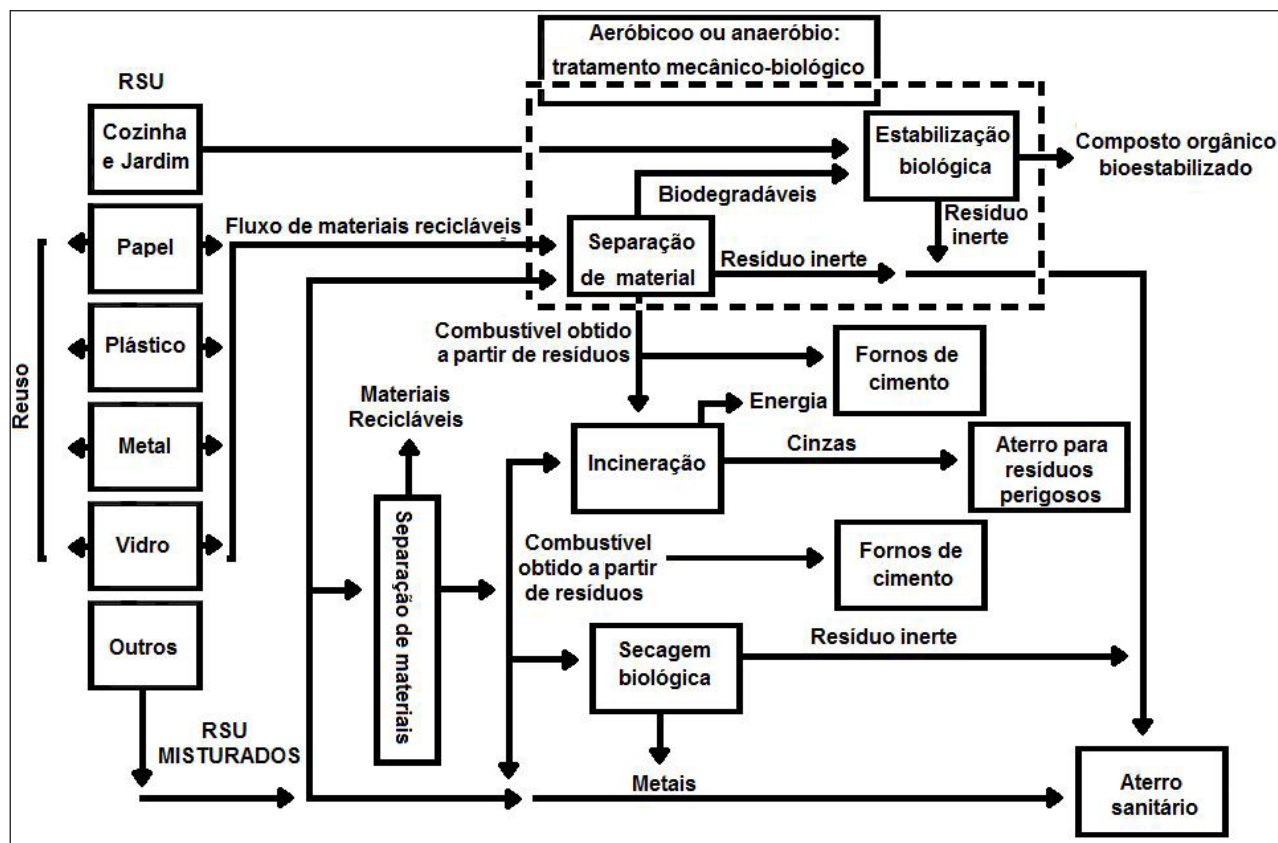 Aeróbicoo ou anaeróbio:
tratamento mecânico-biológico
RSU
Cozinha
e Jardim
Estabilização
biológica
Composto orgânico
bioestabilizado
Biodegradáveis
Papel
Fluxo de materiais recicláveis
Separação
de material
Resíduo inerte
Resíduo
inerte
Reuso
Plástico
Combustível obtido
a partir de resíduos
Fornos de
cimento
Materiais
Recicláveis
Energia
Metal
Incineração
Cinzas
Aterro para
resíduos
perigosos
Vidro
Separação de materiais
Combustível
obtido a partir
de resíduos
Fornos de
cimento
Outros
Secagem
biológica
Resíduo inerte
RSU
MISTURADOS
Metais
Aterro
sanitário